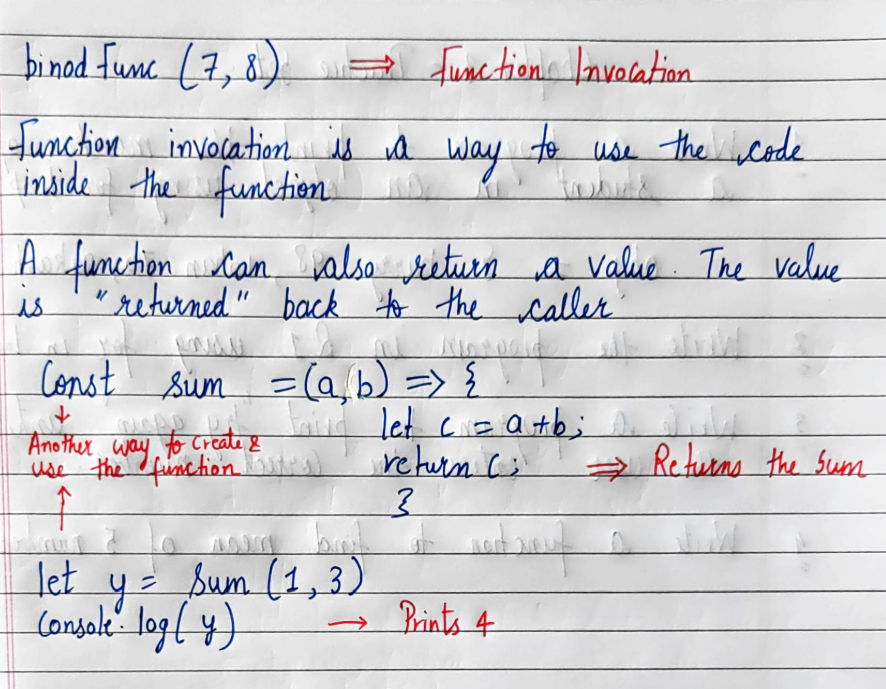 binod Func (7, 8) ⇒ Function Invocation
Function invocation is a way to use the code
inside the function
A function can also return a value. The value
is "returned" back to the caller
Const sum = (a, b) => {
↓
let c = a + b;
Another way to create &
use the function
return c; ⇒ Returns the sum
↑
}
let y = sum (1, 3)
Console.log(y) → Prints 4